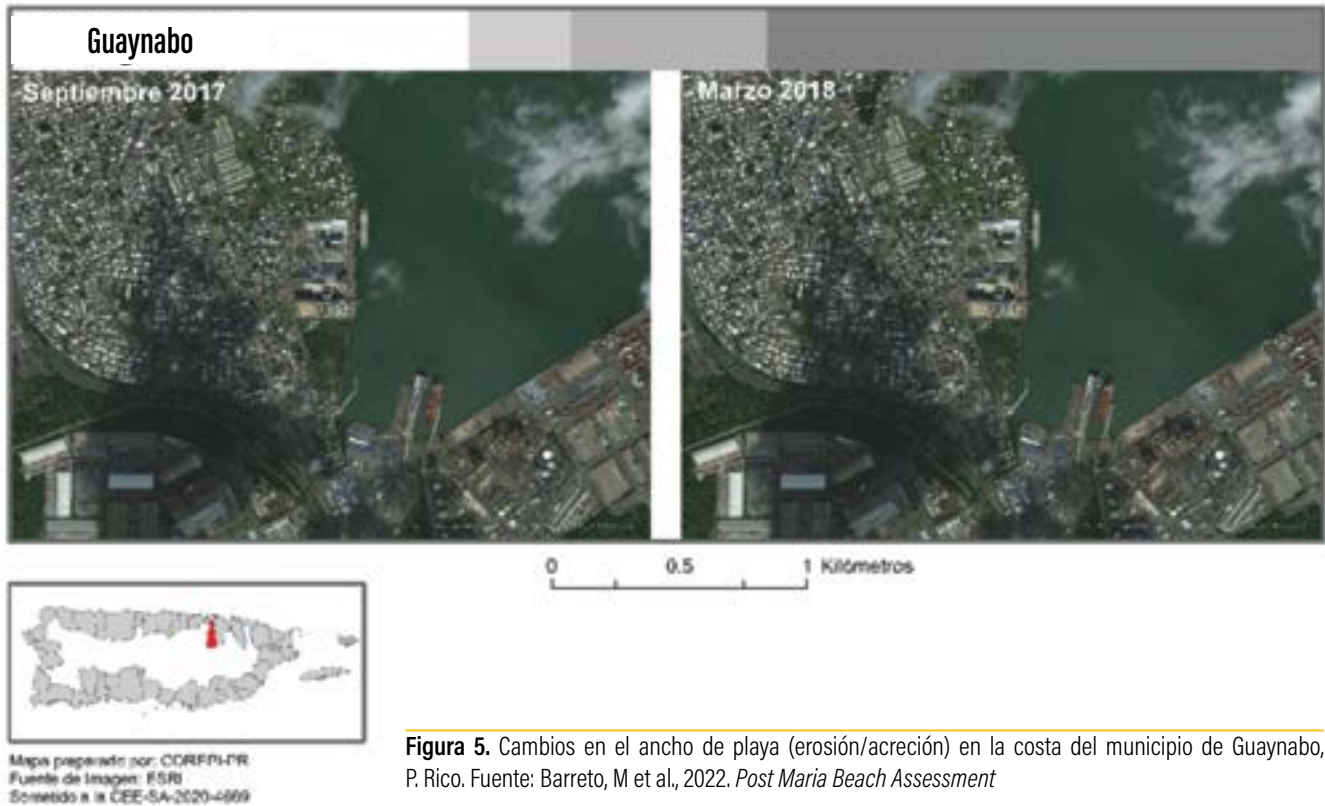 Guaynabo
Septiembre 2017
Marzo 2018
0 0.5 1 Kilómetros
Mapa preparado por: COREPI-PR
Fuente de Imagen: ESRI
Sometido a la CEE-SA-2020-4669
Figura 5. Cambios en el ancho de playa (erosión/acreción) en la costa del municipio de Guaynabo,
P. Rico. Fuente: Barreto, M et al., 2022. Post Maria Beach Assessment